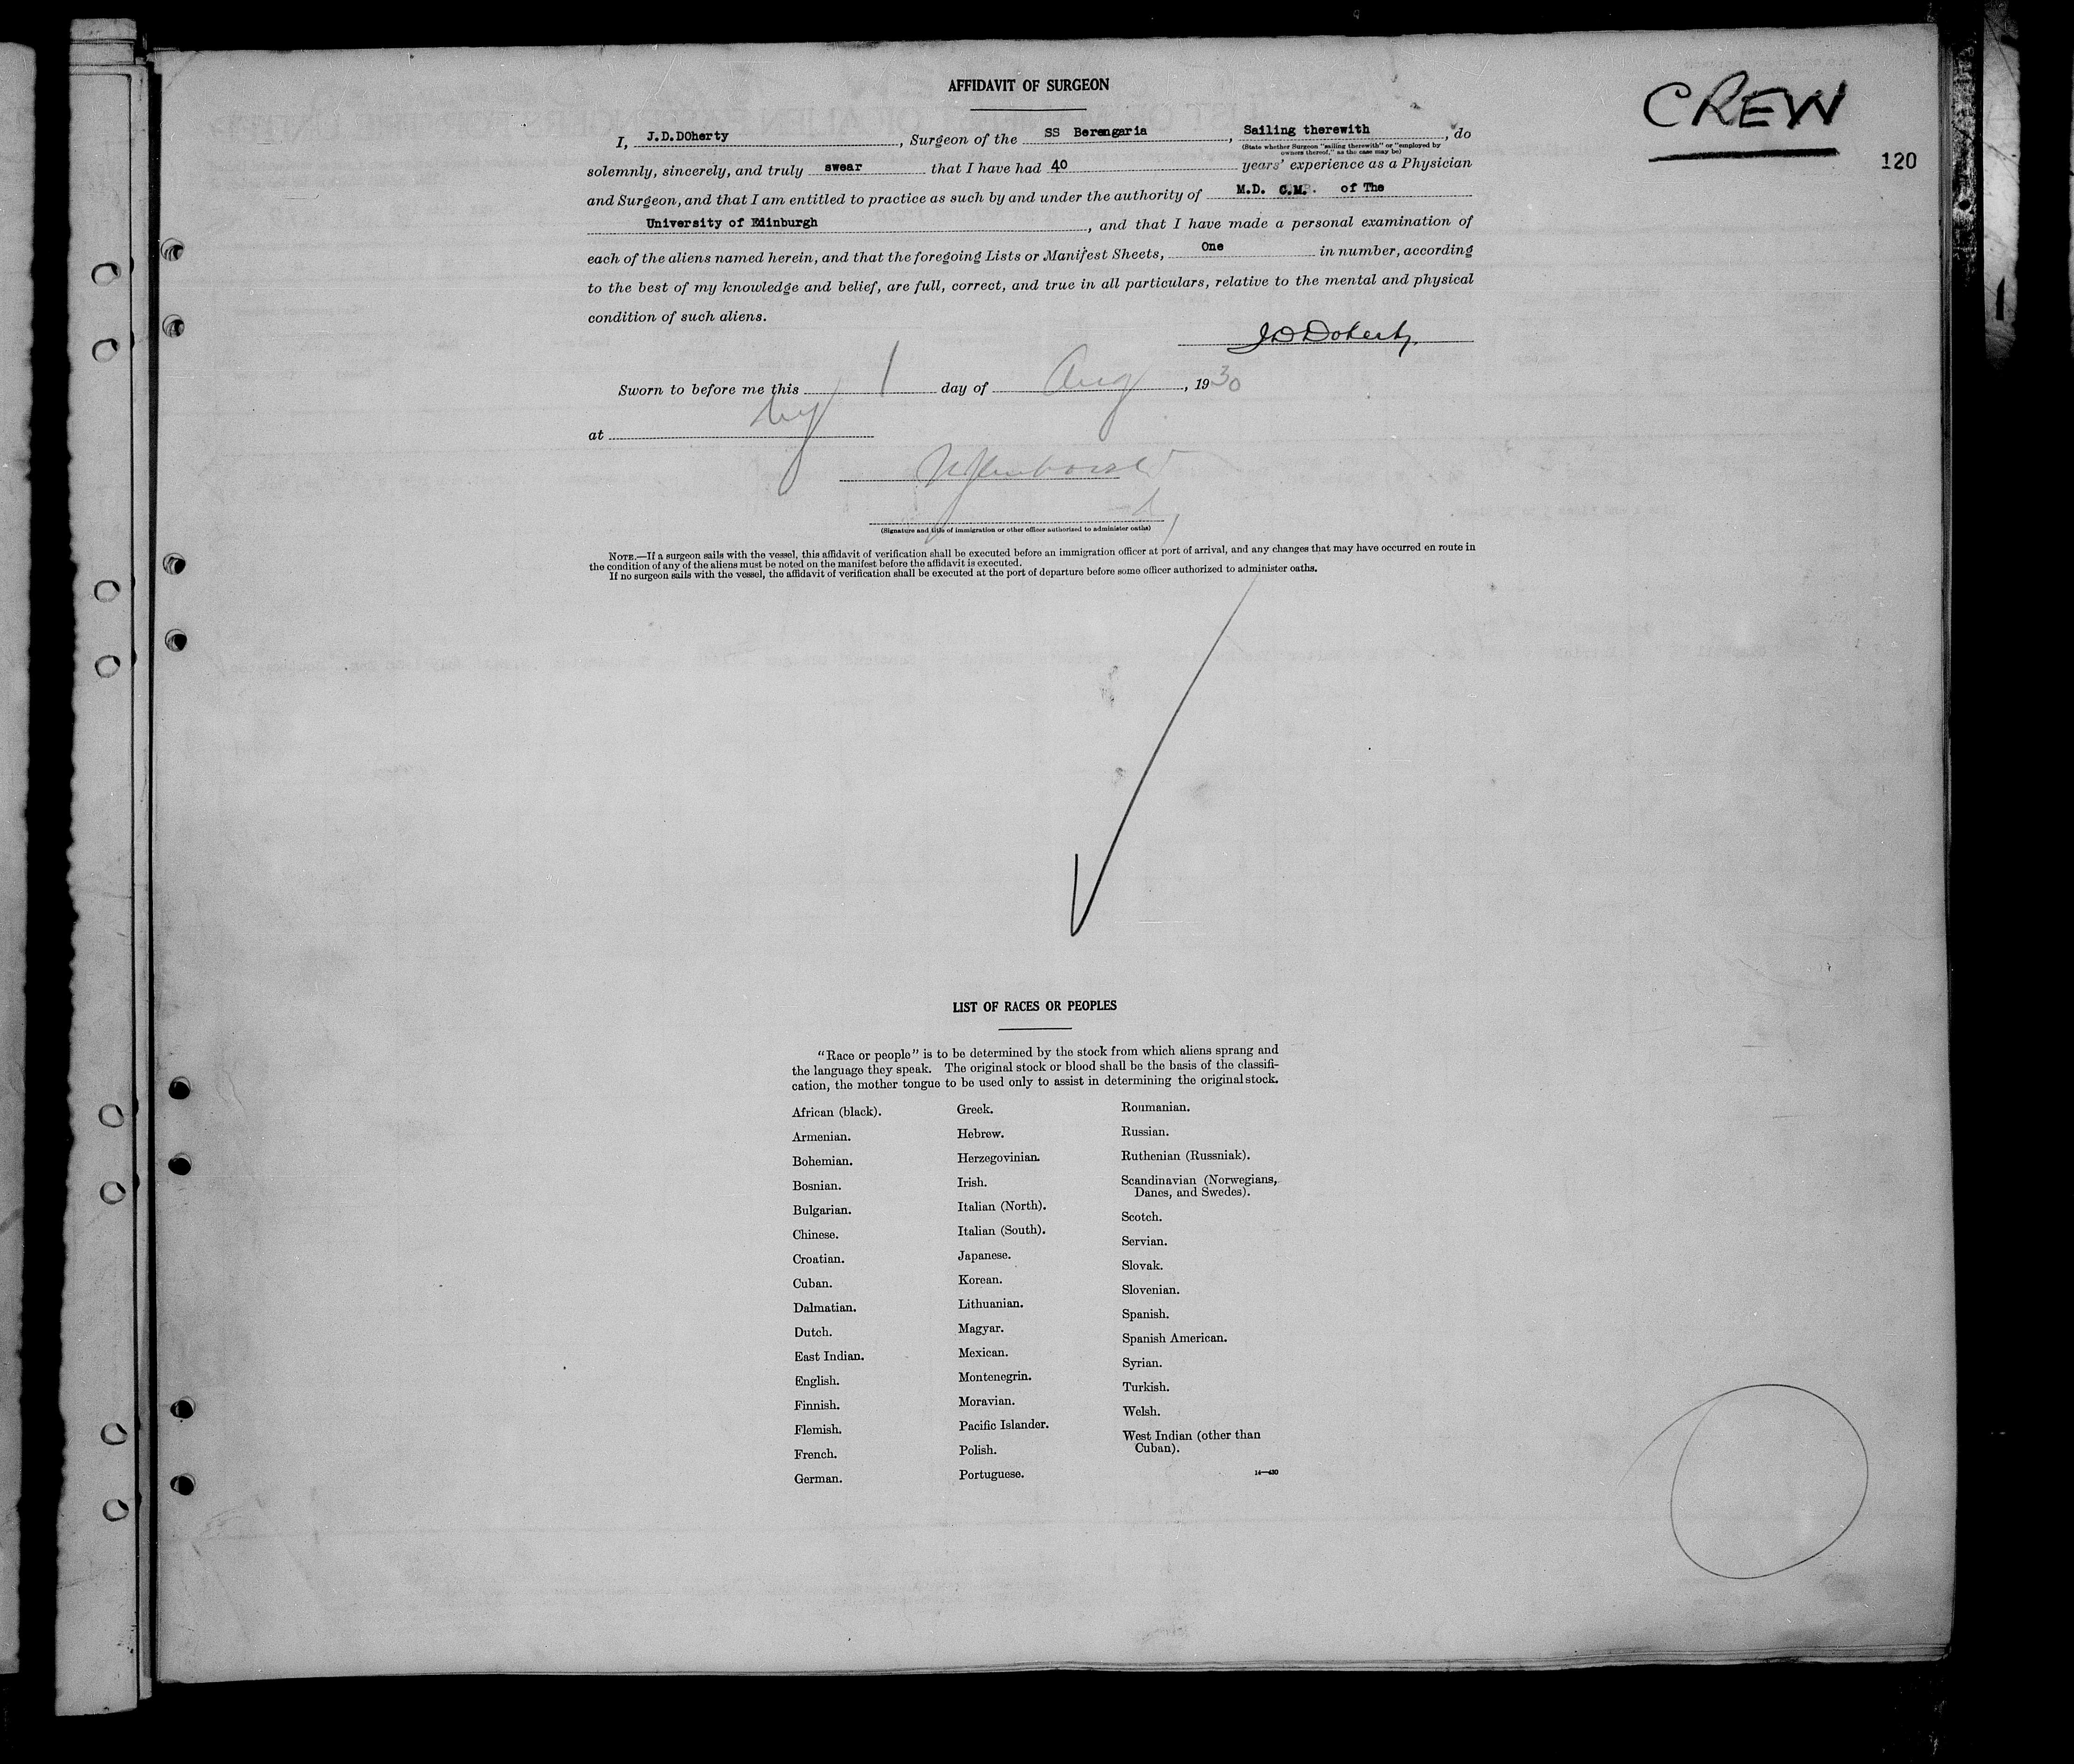 AFFIDAVIT OF SURGEON
CREW
120
I, J.D.DOherty, Surgeon of the SS Berengaria, Sailing therewith, do
(State whether Surgeon "sailing therewith" or "employed by
owners thereof," as the case may be)
solemnly, sincerely, and truly swear that I have had 40 years' experience as a Physician
and Surgeon, and that I am entitled to practice as such by and under the authority of M.D. C.M. of The
University of Edinburgh, and that I have made a personal examination of
each of the aliens named herein, and that the foregoing Lists or Manifest Sheets, One in number, according
to the best of my knowledge and belief, are full, correct, and true in all particulars, relative to the mental and physical
condition of such aliens.
J D Doherty
Sworn to before me this 1 day of Aug, 1930
at Ny
(Signature and title of immigration or other officer authorized to administer oaths)
NOTE.—If a surgeon sails with the vessel, this affidavit of verification shall be executed before an immigration officer at port of arrival, and any changes that may have occurred en route in
the condition of any of the aliens must be noted on the manifest before the affidavit is executed.
If no surgeon sails with the vessel, the affidavit of verification shall be executed at the port of departure before some officer authorized to administer oaths.
LIST OF RACES OR PEOPLES
"Race or people" is to be determined by the stock from which aliens sprang and
the language they speak. The original stock or blood shall be the basis of the classifi-
cation, the mother tongue to be used only to assist in determining the original stock.
African (black).
Armenian.
Bohemian.
Bosnian.
Bulgarian.
Chinese.
Croatian.
Cuban.
Dalmatian.
Dutch.
East Indian.
English.
Finnish.
Flemish.
French.
German.
Greek.
Hebrew.
Herzegovinian.
Irish.
Italian (North).
Italian (South).
Japanese.
Korean.
Lithuanian.
Magyar.
Mexican.
Montenegrin.
Moravian.
Pacific Islander.
Polish.
Portuguese.
Roumanian.
Russian.
Ruthenian (Russniak).
Scandinavian (Norwegians,
Danes, and Swedes).
Scotch.
Servian.
Slovak.
Slovenian.
Spanish.
Spanish American.
Syrian.
Turkish.
Welsh.
West Indian (other than
Cuban).
14—430